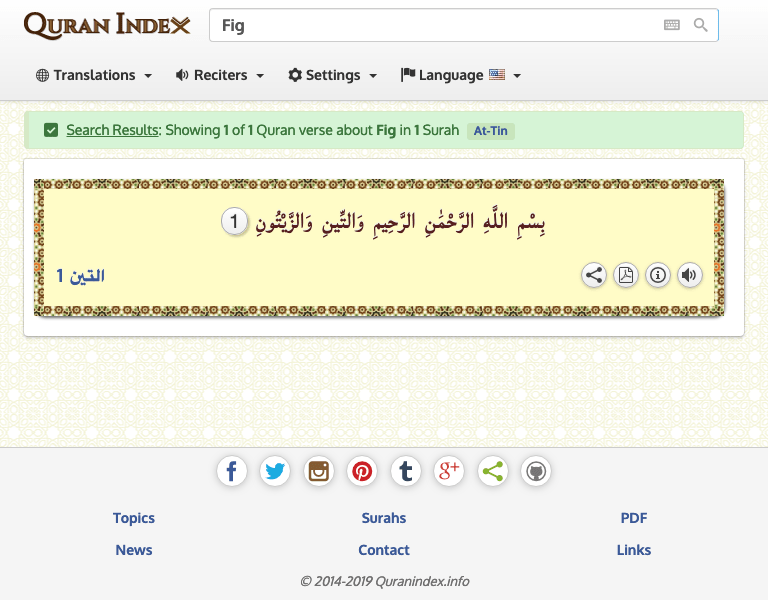 QURAN INDEX
Fig
Translations
Reciters
Settings
Language
Search Results: Showing 1 of 1 Quran verse about Fig in 1 Surah At-Tin
بِسْمِ اللَّهِ الرَّحْمَٰنِ الرَّحِيمِ وَالتِّينِ وَالزَّيْتُونِ 1
التين 1
f t g+
Topics Surahs PDF
News Contact Links
© 2014-2019 Quranindex.info